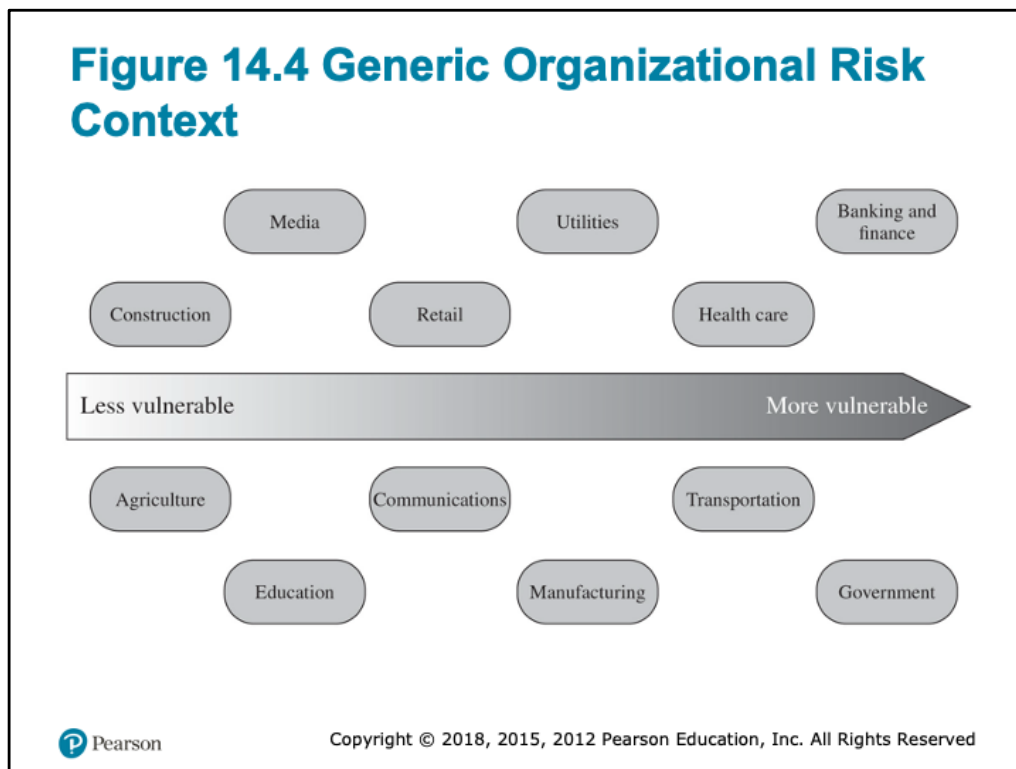 Figure 14.4 Generic Organizational Risk
Context
Media
Utilities
Banking and
finance
Construction
Retail
Health care
Less vulnerable
More vulnerable
Agriculture
Communications
Transportation
Education
Manufacturing
Government
P Pearson
Copyright © 2018, 2015, 2012 Pearson Education, Inc. All Rights Reserved